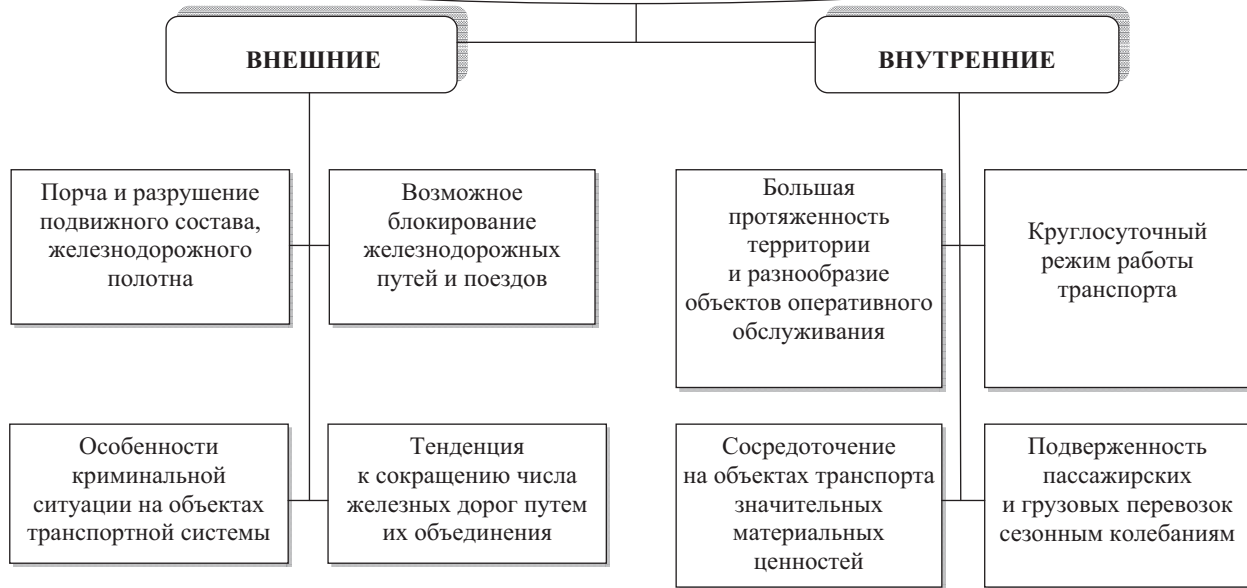 ВНЕШНИЕ
ВНУТРЕННИЕ
Порча и разрушение
подвижного состава,
железнодорожного
полотна
Возможное
блокирование
железнодорожных
путей и поездов
Большая
протяженность
территории
и разнообразие
объектов оперативного
обслуживания
Круглосуточный
режим работы
транспорта
Особенности
криминальной
ситуации на объектах
транспортной системы
Тенденция
к сокращению числа
железных дорог путем
их объединения
Сосредоточение
на объектах транспорта
значительных
материальных
ценностей
Подверженность
пассажирских
и грузовых перевозок
сезонным колебаниям